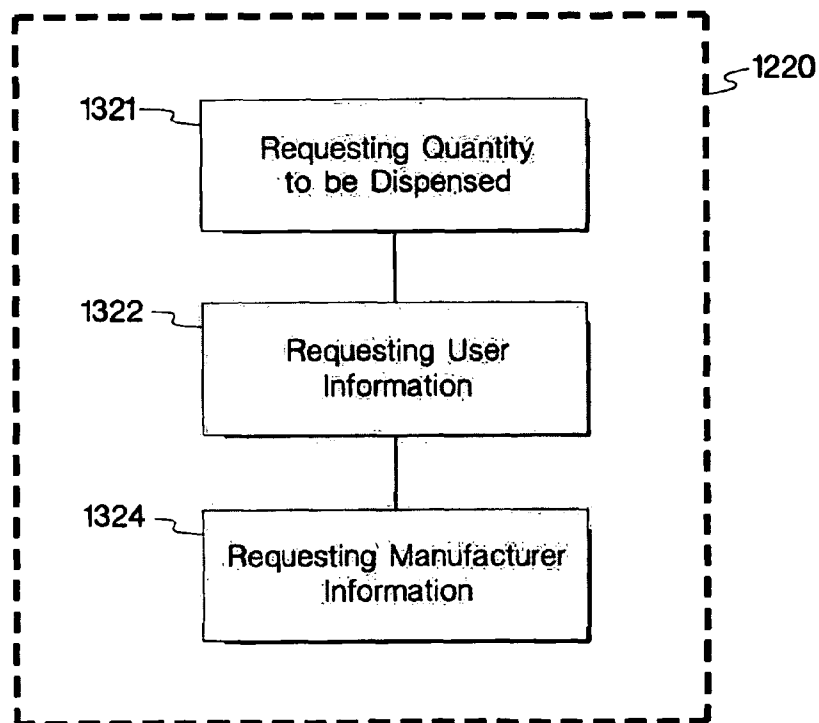 1220
1321
Requesting Quantity
to be Dispensed
1322
Requesting User
Information
1324
Requesting Manufacturer
Information